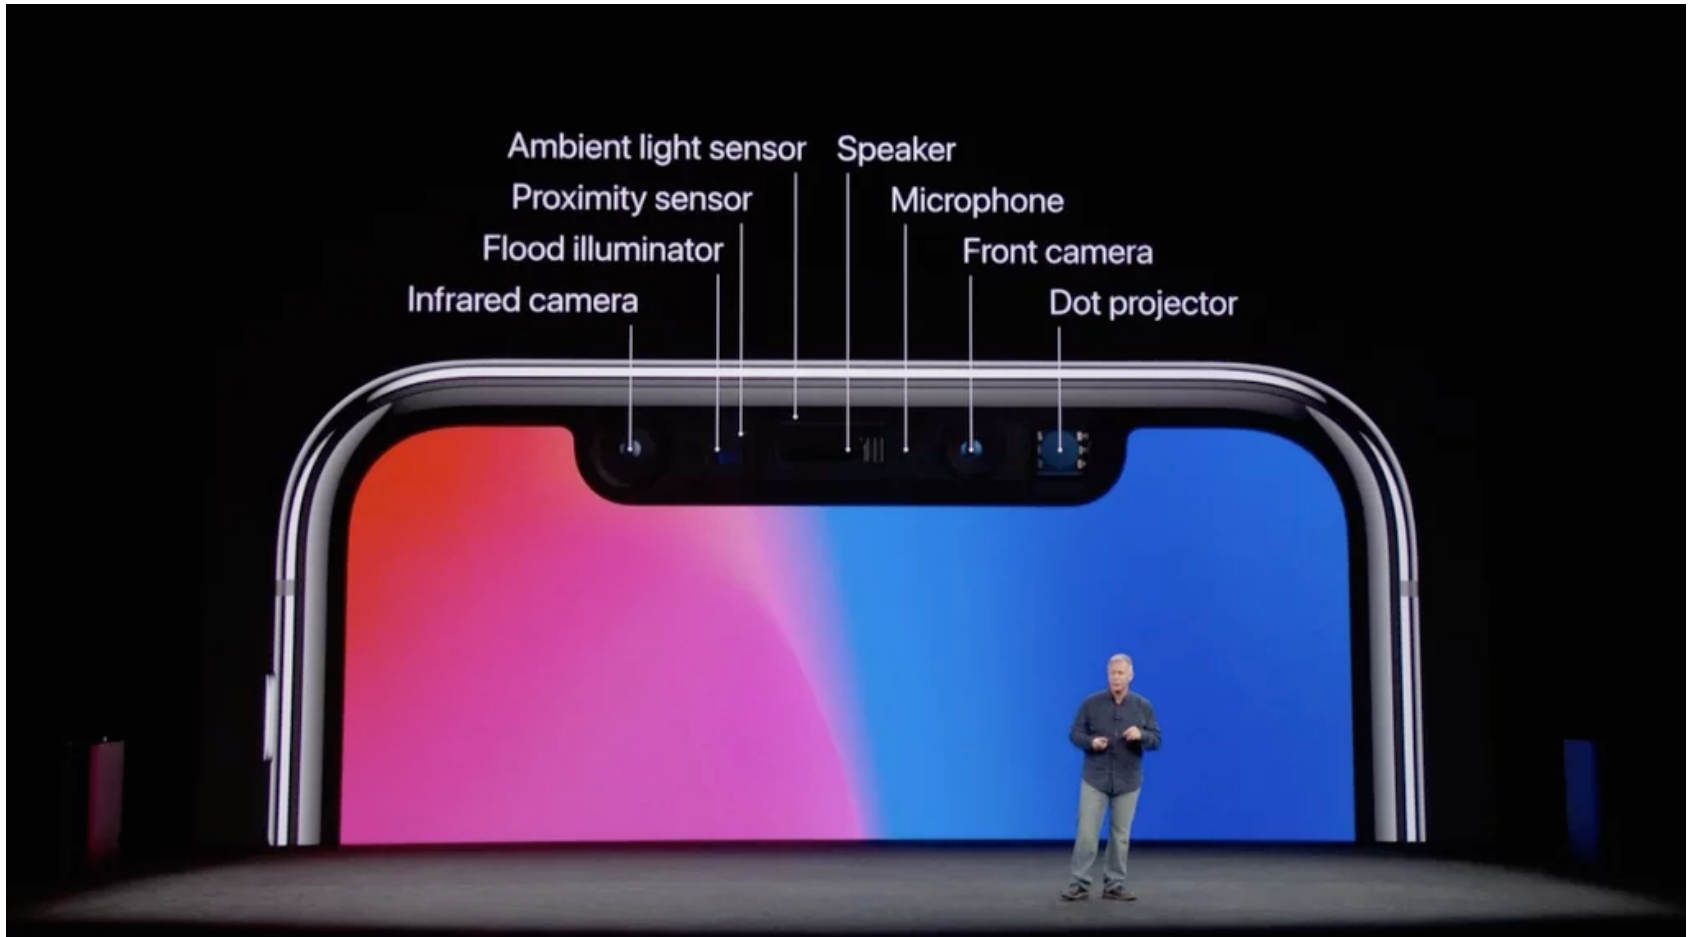 Ambient light sensor
Speaker
Proximity sensor
Microphone
Flood illuminator
Front camera
Infrared camera
Dot projector